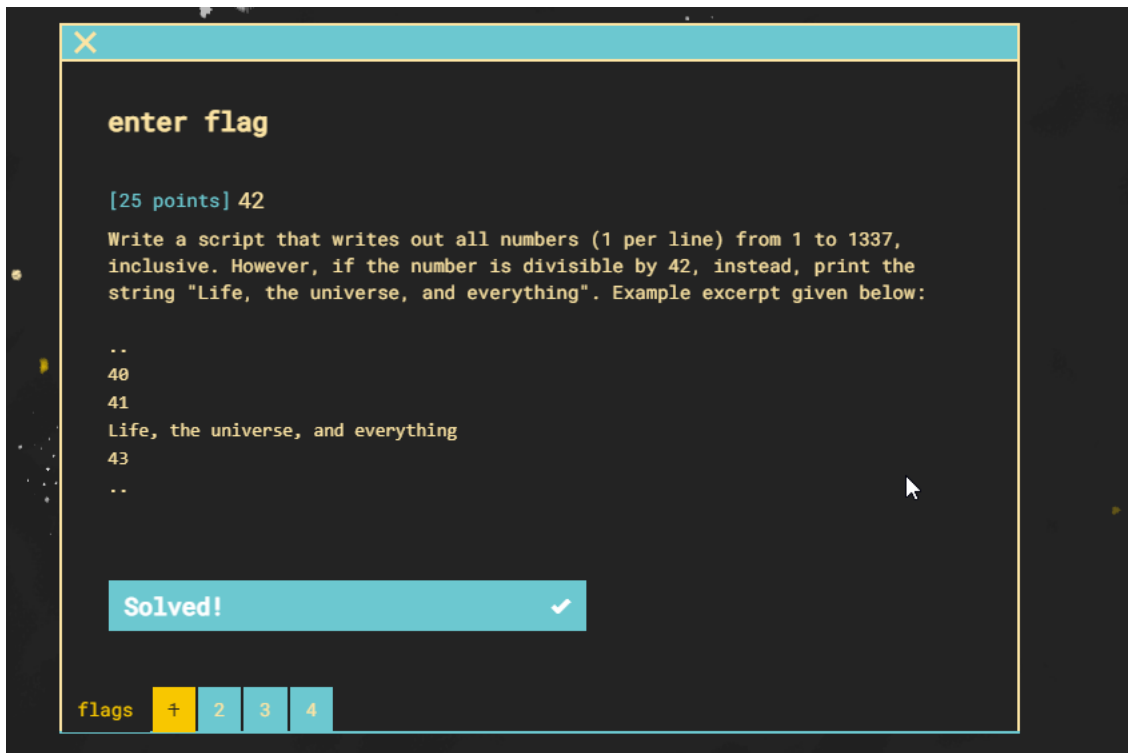 enter flag
[25 points] 42
Write a script that writes out all numbers (1 per line) from 1 to 1337,
inclusive. However, if the number is divisible by 42, instead, print the
string "Life, the universe, and everything". Example excerpt given below:
..
40
41
Life, the universe, and everything
43
..
Solved!
flags 1 2 3 4